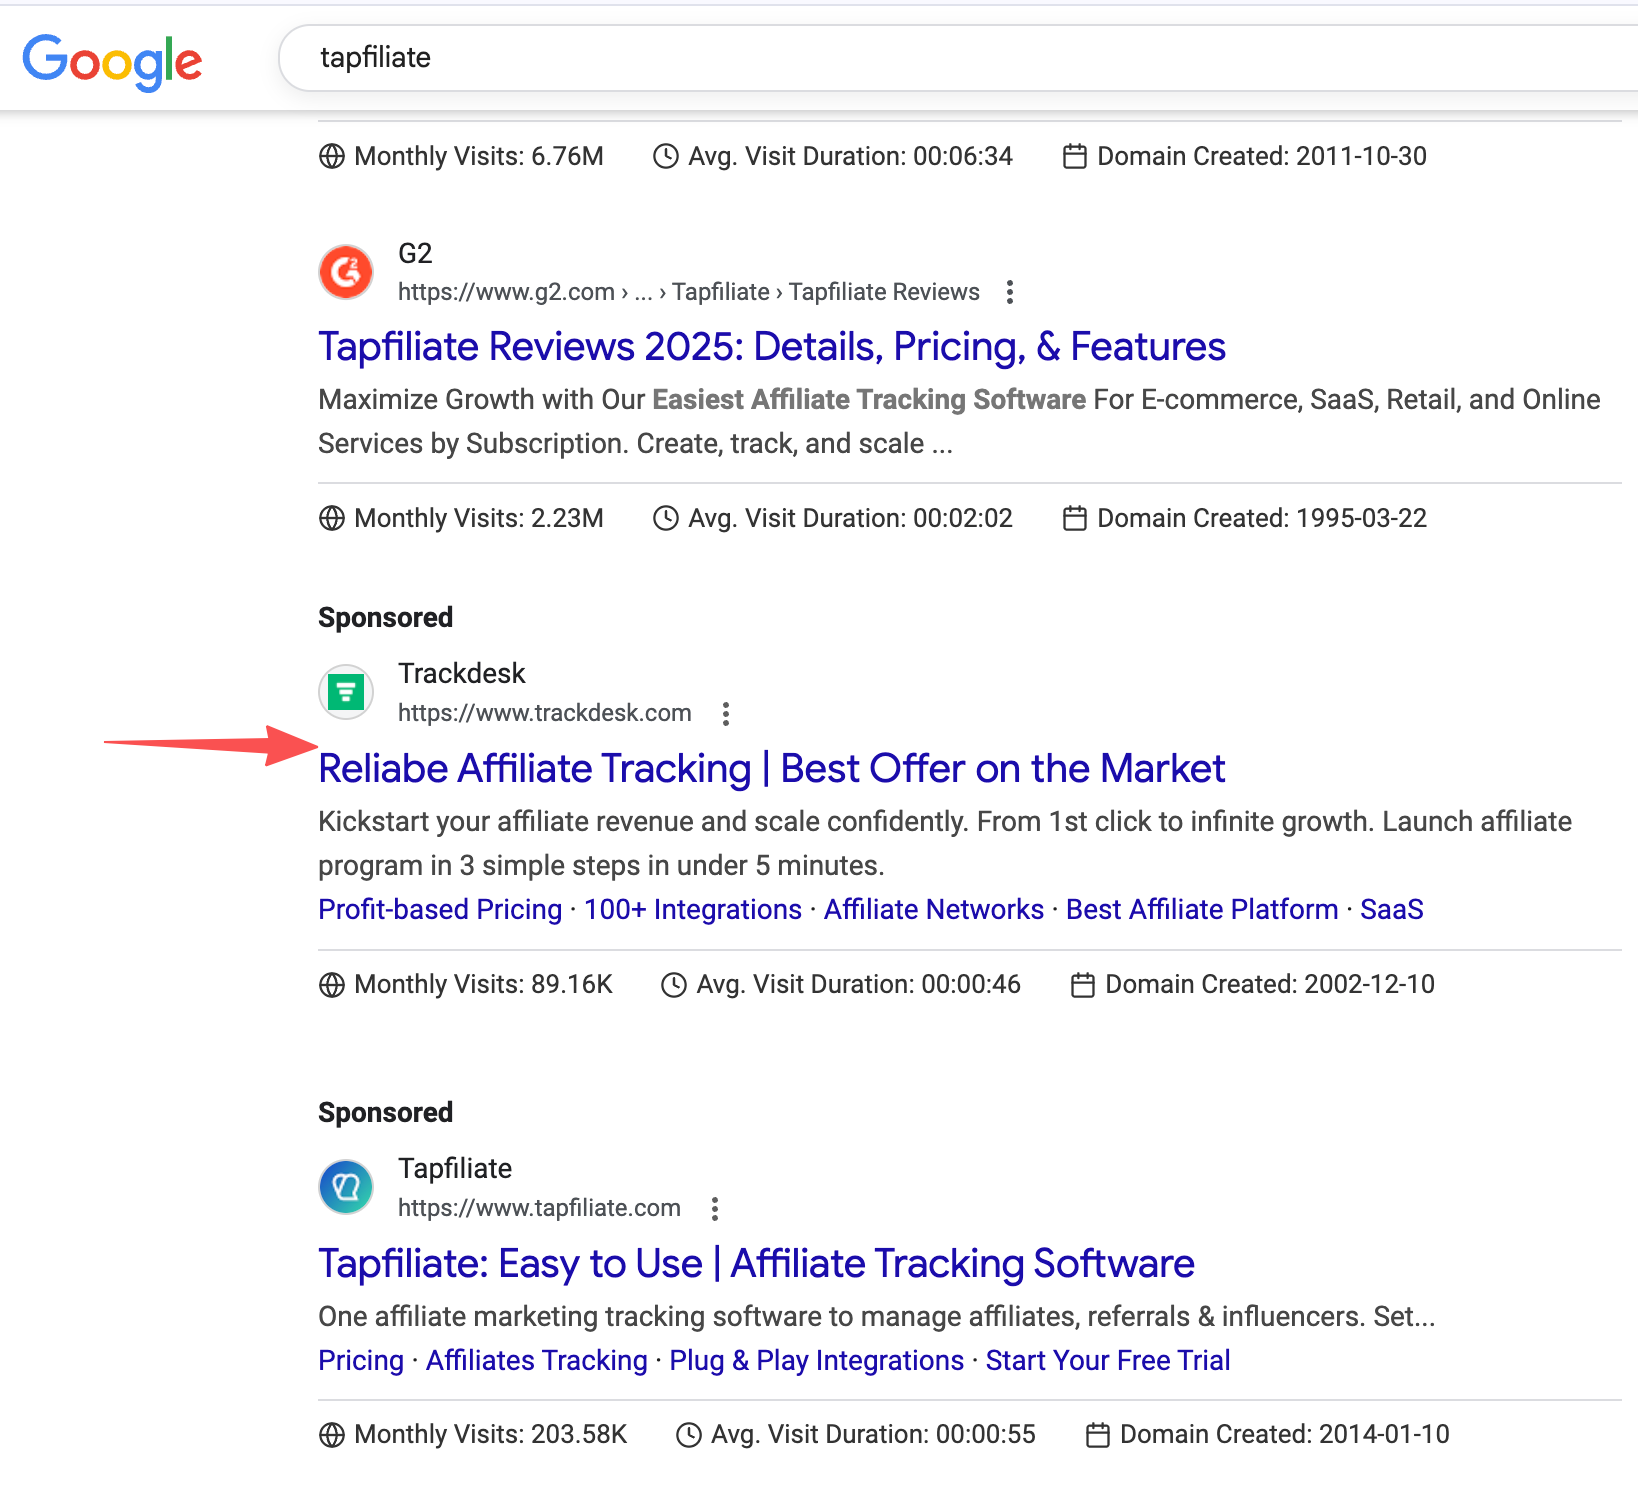 Google
tapfiliate
Monthly Visits: 6.76M Avg. Visit Duration: 00:06:34 Domain Created: 2011-10-30
G2
https://www.g2.com › ... › Tapfiliate › Tapfiliate Reviews
Tapfiliate Reviews 2025: Details, Pricing, & Features
Maximize Growth with Our Easiest Affiliate Tracking Software For E-commerce, SaaS, Retail, and Online
Services by Subscription. Create, track, and scale ...
Monthly Visits: 2.23M Avg. Visit Duration: 00:02:02 Domain Created: 1995-03-22
Sponsored
Trackdesk
https://www.trackdesk.com
Reliabe Affiliate Tracking | Best Offer on the Market
Kickstart your affiliate revenue and scale confidently. From 1st click to infinite growth. Launch affiliate
program in 3 simple steps in under 5 minutes.
Profit-based Pricing · 100+ Integrations · Affiliate Networks · Best Affiliate Platform · SaaS
Monthly Visits: 89.16K Avg. Visit Duration: 00:00:46 Domain Created: 2002-12-10
Sponsored
Tapfiliate
https://www.tapfiliate.com
Tapfiliate: Easy to Use | Affiliate Tracking Software
One affiliate marketing tracking software to manage affiliates, referrals & influencers. Set...
Pricing · Affiliates Tracking · Plug & Play Integrations · Start Your Free Trial
Monthly Visits: 203.58K Avg. Visit Duration: 00:00:55 Domain Created: 2014-01-10